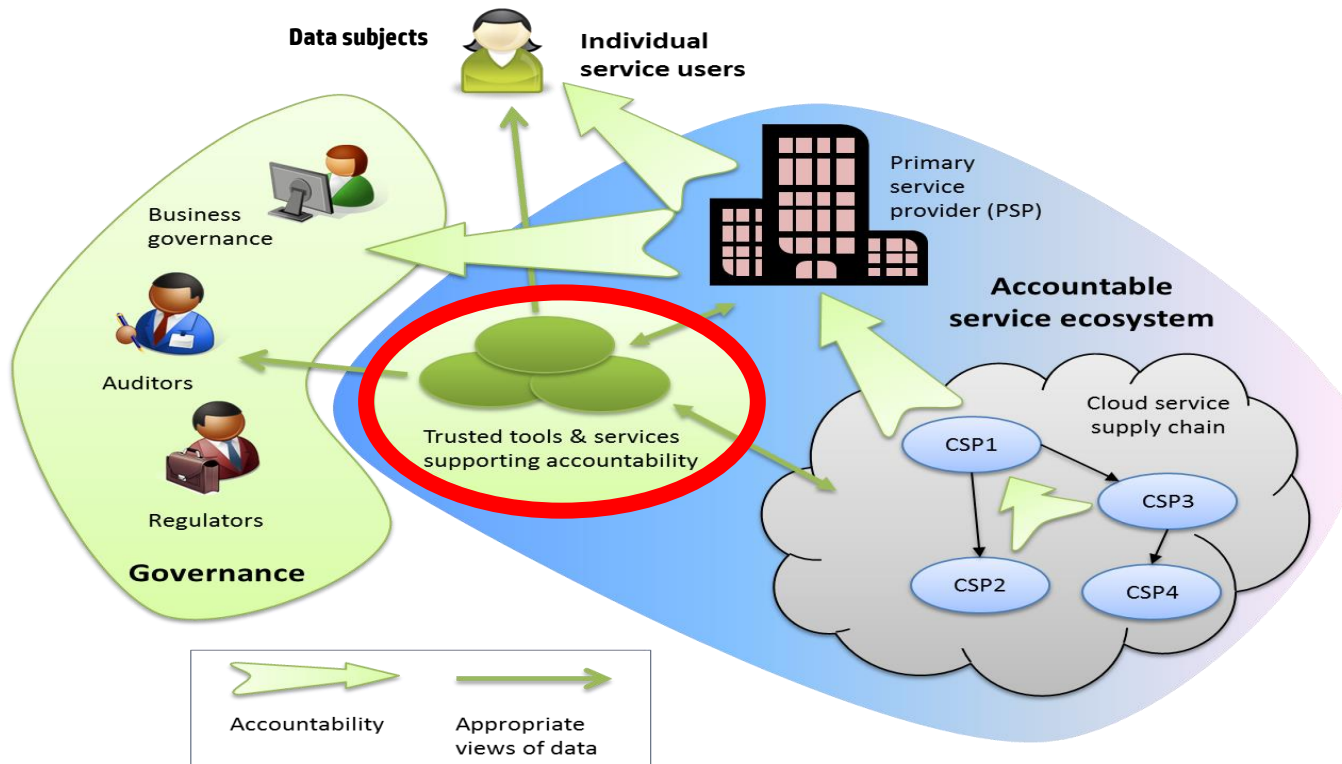 Data subjects
Individual
service users
Business
governance
Auditors
Regulators
Governance
Primary
service
provider (PSP)
Accountable
service ecosystem
Trusted tools & services
supporting accountability
Cloud service
supply chain
CSP1
CSP3
CSP2
CSP4
Accountability
Appropriate
views of data